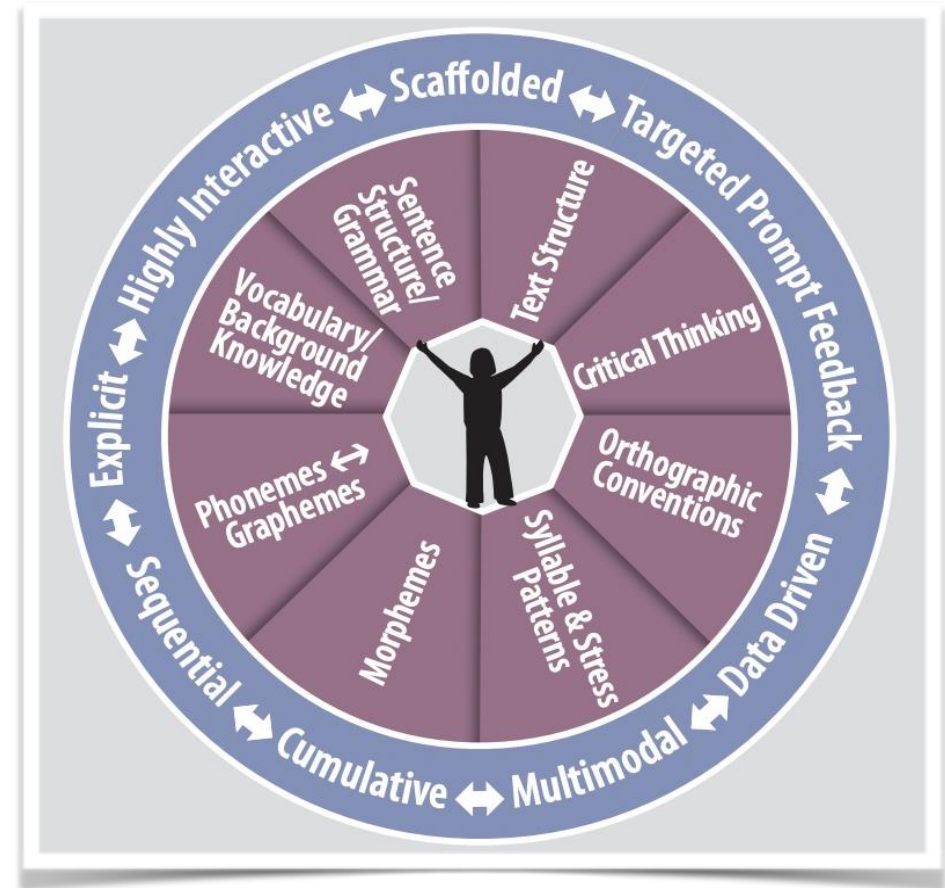 Scaffolded
Targeted Prompt Feedback
Data Driven
Multimodal
Cumulative
Sequential
Explicit
Highly Interactive
Text Structure
Critical Thinking
Orthographic
Conventions
Syllable & Stress
Patterns
Morphemes
Phonemes ↔
Graphemes
Vocabulary/
Background
Knowledge
Sentence
Structure/
Grammar